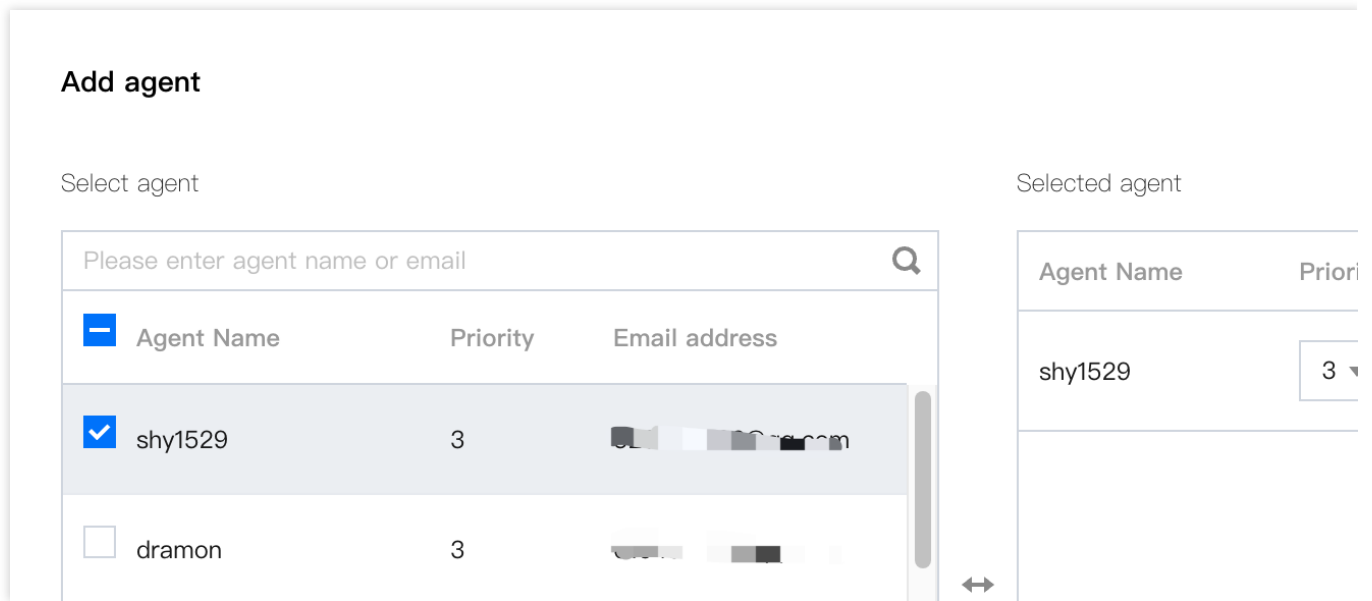 Add agent
Select agent
Selected agent
Please enter agent name or email
Agent Name Priority Email address
Agent Name
shy1529 3
shy1529 3
dramon 3